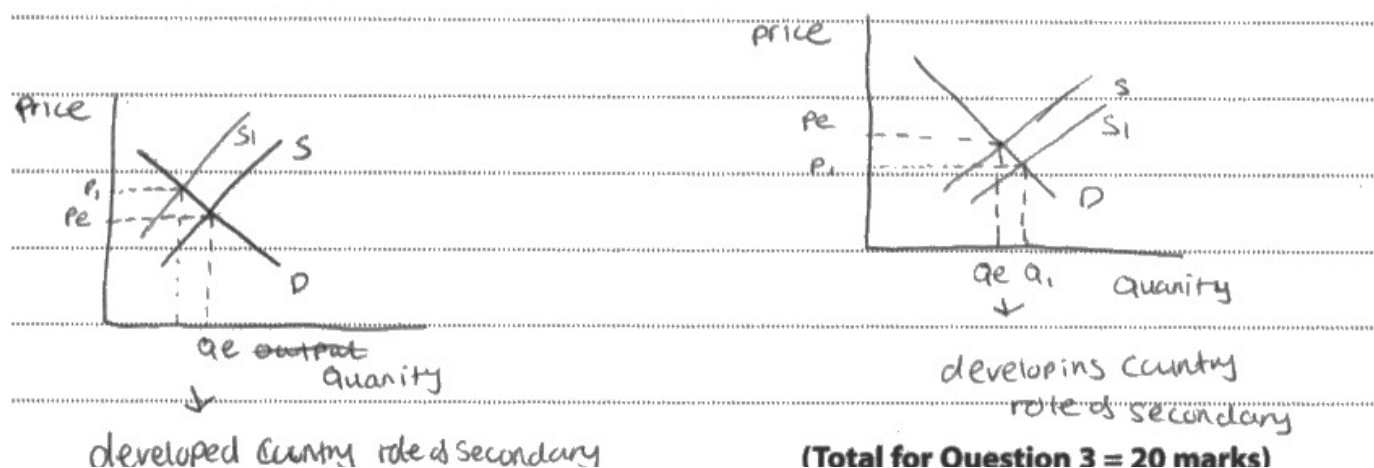 Price
S1
S
P1
Pe
D
Qe output
Quanity
↓
developed country role of secondary
price
S
S1
Pe
P1
D
Qe Q1
Quanity
↓
developing country
role of secondary
(Total for Question 3 = 20 marks)